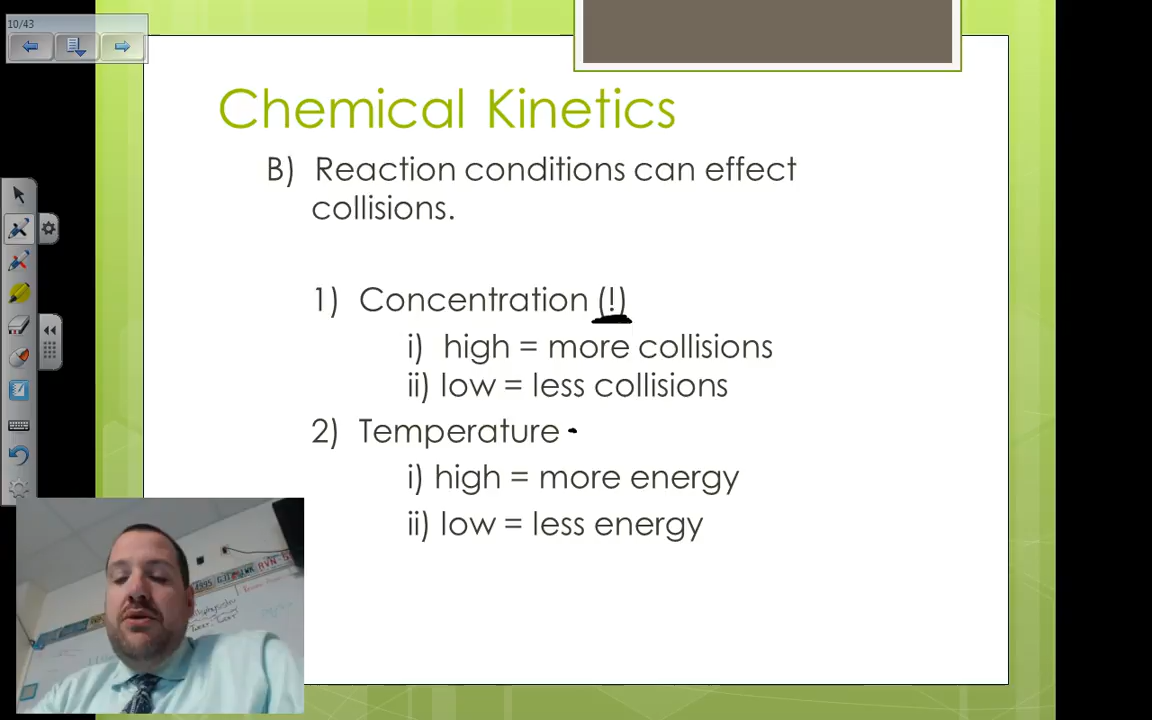 10/43
Chemical Kinetics
B) Reaction conditions can effect
collisions.
1) Concentration (!)
i) high = more collisions
ii) low = less collisions
2) Temperature -
i) high = more energy
ii) low = less energy